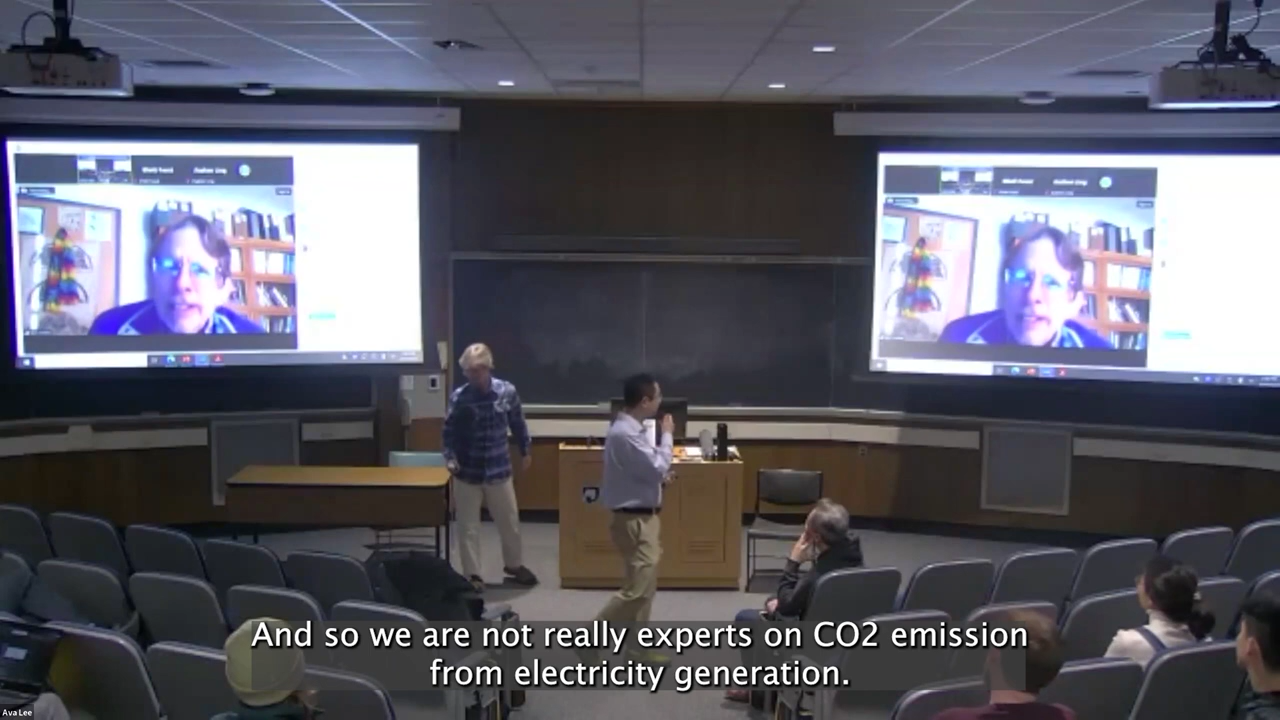 And so we are not really experts on CO2 emission
from electricity generation.
Ava Lee